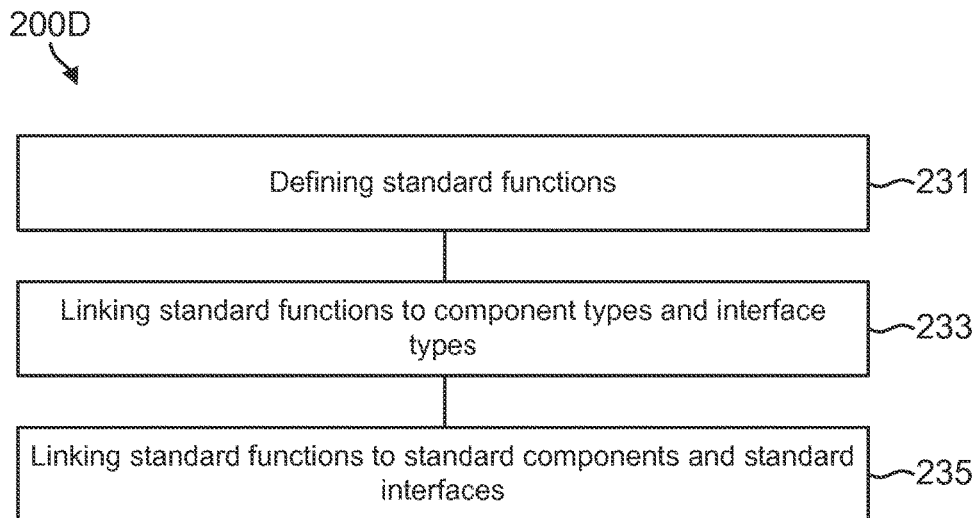 200D
Defining standard functions
231
Linking standard functions to component types and interface
types
233
Linking standard functions to standard components and standard
interfaces
235